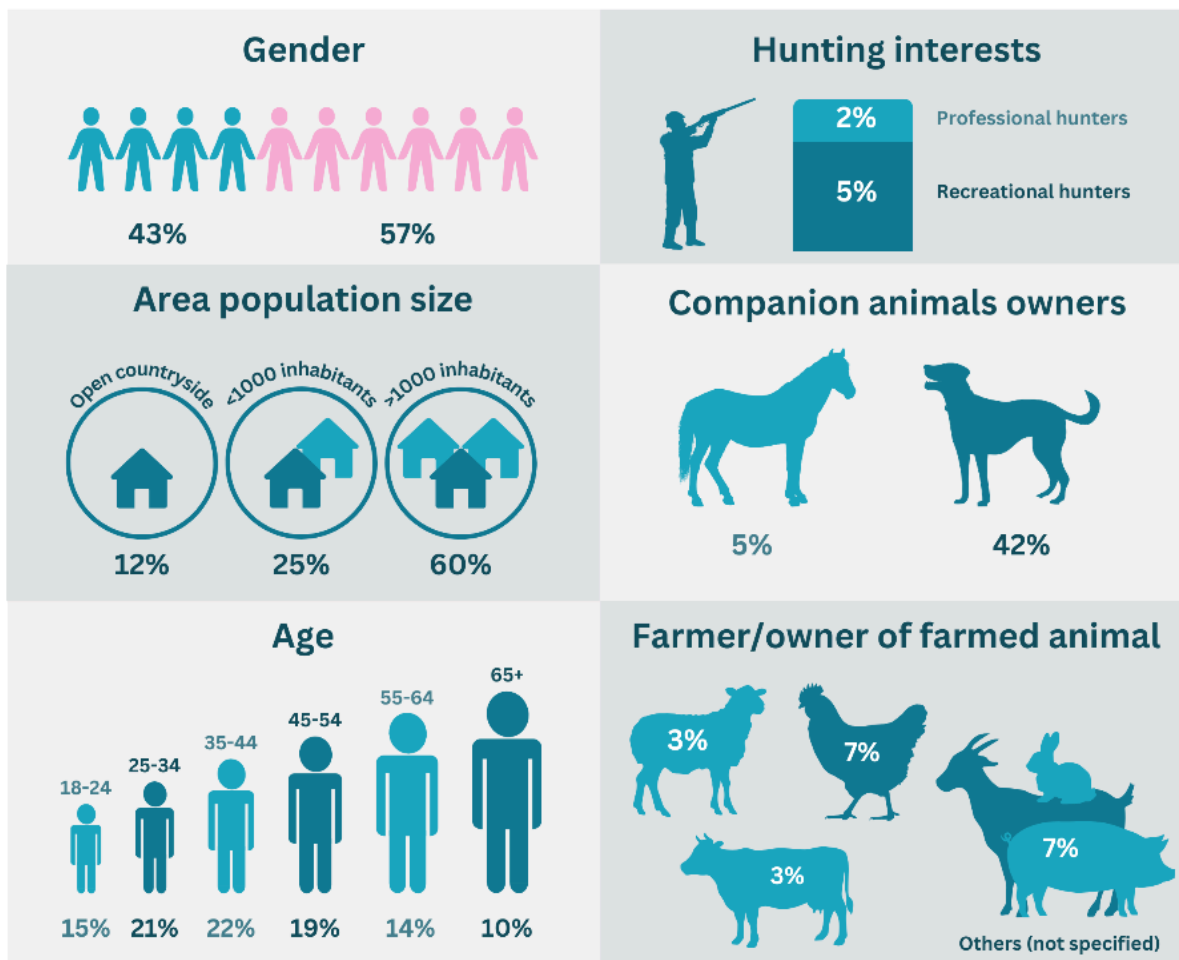 Gender
43%
57%
Hunting interests
2%
Professional hunters
5%
Recreational hunters
Area population size
Open countryside
<1000 inhabitants
>1000 inhabitants
12%
25%
60%
Companion animals owners
5%
42%
Age
18-24
25-34
35-44
45-54
55-64
65+
15%
21%
22%
19%
14%
10%
Farmer/owner of farmed animal
3%
7%
3%
7%
Others (not specified)